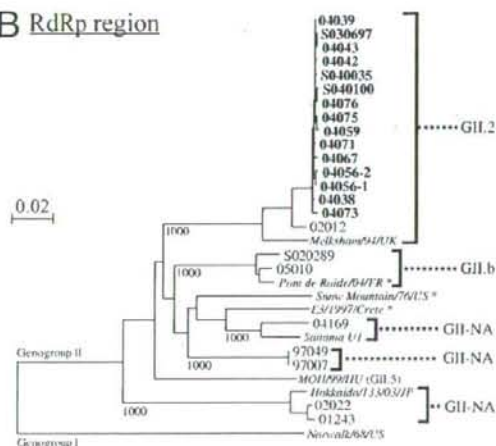 B RdRp region
04039
S030697
04043
04042
S040035
S040100
04076
04075
04059
04071
04067
04056-2
04056-1
04038
04073
GII.2
0.02
02012
1000
Melksham/94/UK
S020289
1000
05010
GII.b
Pont de Roide/04/FR *
Snow Mountain/76/US *
E3/1997/Crete *
04169
1000
Saitama U1
GII-NA
97049
1000
97007
GII-NA
Genogroup II
MOH/99/HU (GII.5)
Hokkaido/133/03/JP
02022
GII-NA
1000
01243
Genogroup I
Norwalk/68/US